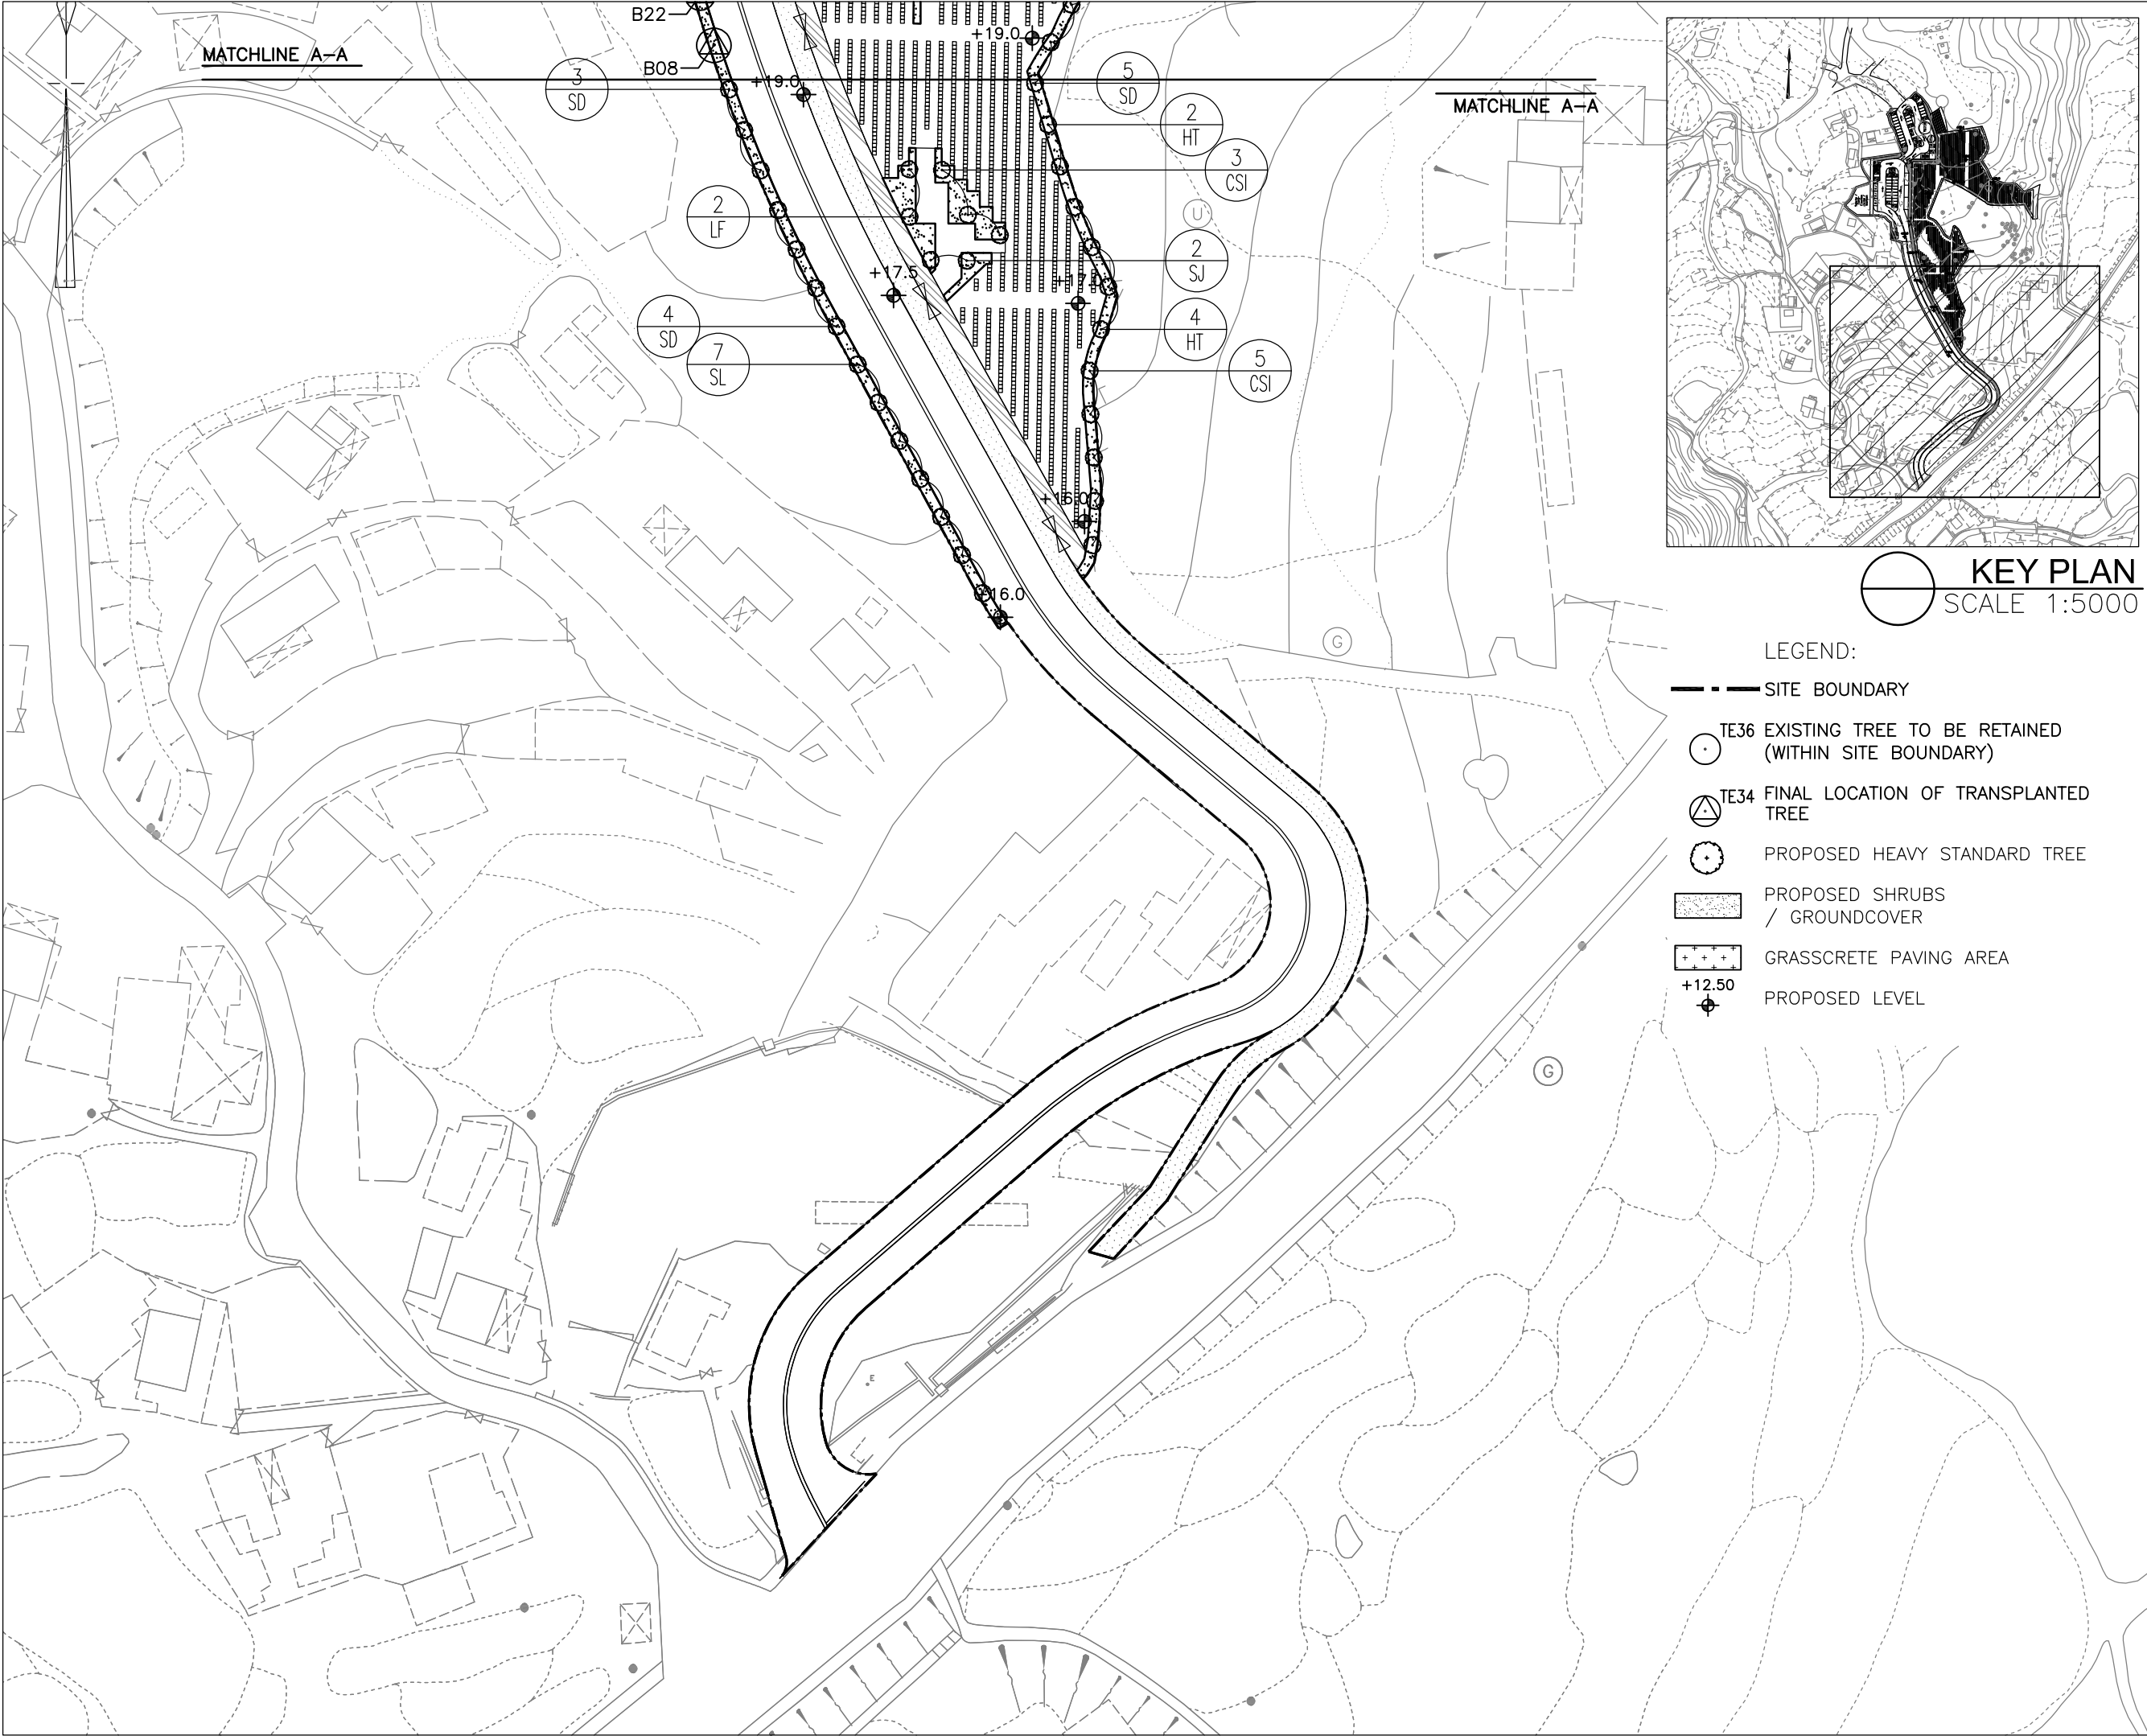 B22
+19.0
MATCHLINE A-A
B08
3
SD
+19.0
5
SD
MATCHLINE A-A
2
HT
3
CSI
2
LF
U
2
SJ
+17.5
4
SD
4
HT
7
SL
5
CSI
+16.0
+16.0
G
G
E
KEY PLAN
SCALE 1:5000
LEGEND:
SITE BOUNDARY
TE36 EXISTING TREE TO BE RETAINED
(WITHIN SITE BOUNDARY)
TE34 FINAL LOCATION OF TRANSPLANTED
TREE
PROPOSED HEAVY STANDARD TREE
PROPOSED SHRUBS
/ GROUNDCOVER
GRASSCRETE PAVING AREA
+12.50
PROPOSED LEVEL